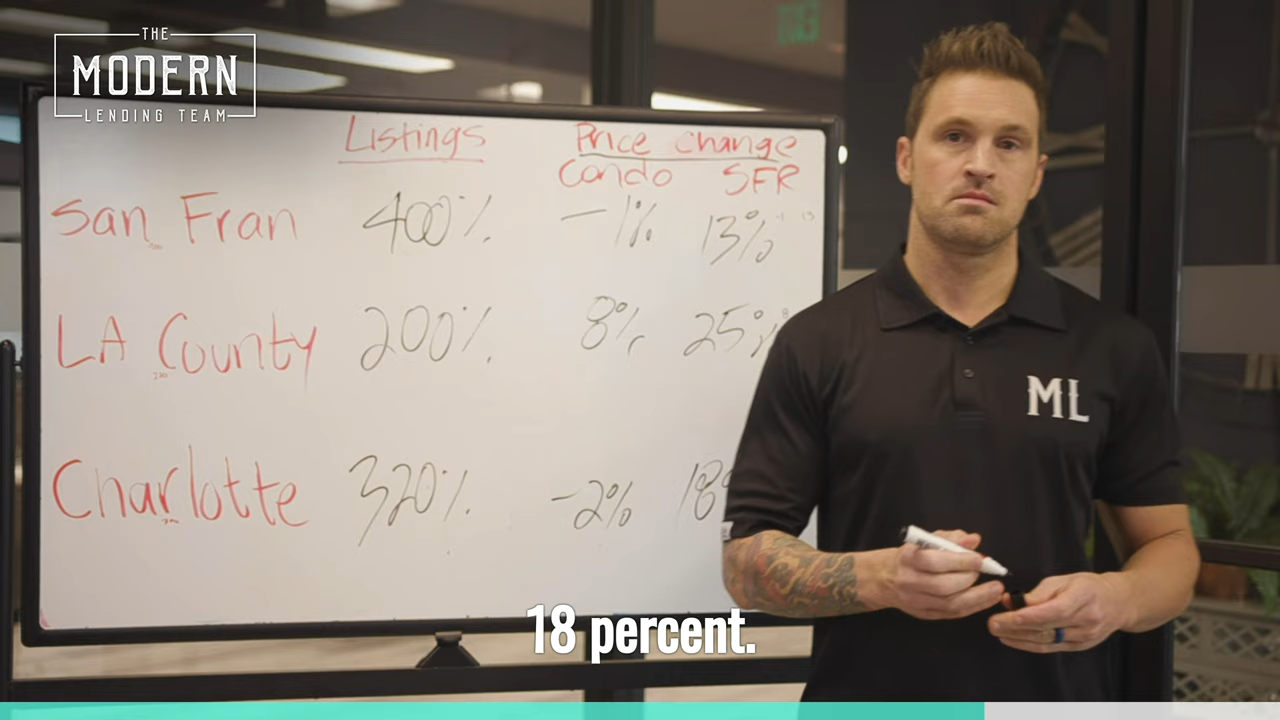 THE
MODERN
LENDING TEAM
Listings
Price change
Condo SFR
San Fran 400% -1% 13%
LA County 200% 8% 25%
Charlotte 320% -2% 18%
ML
18 percent.